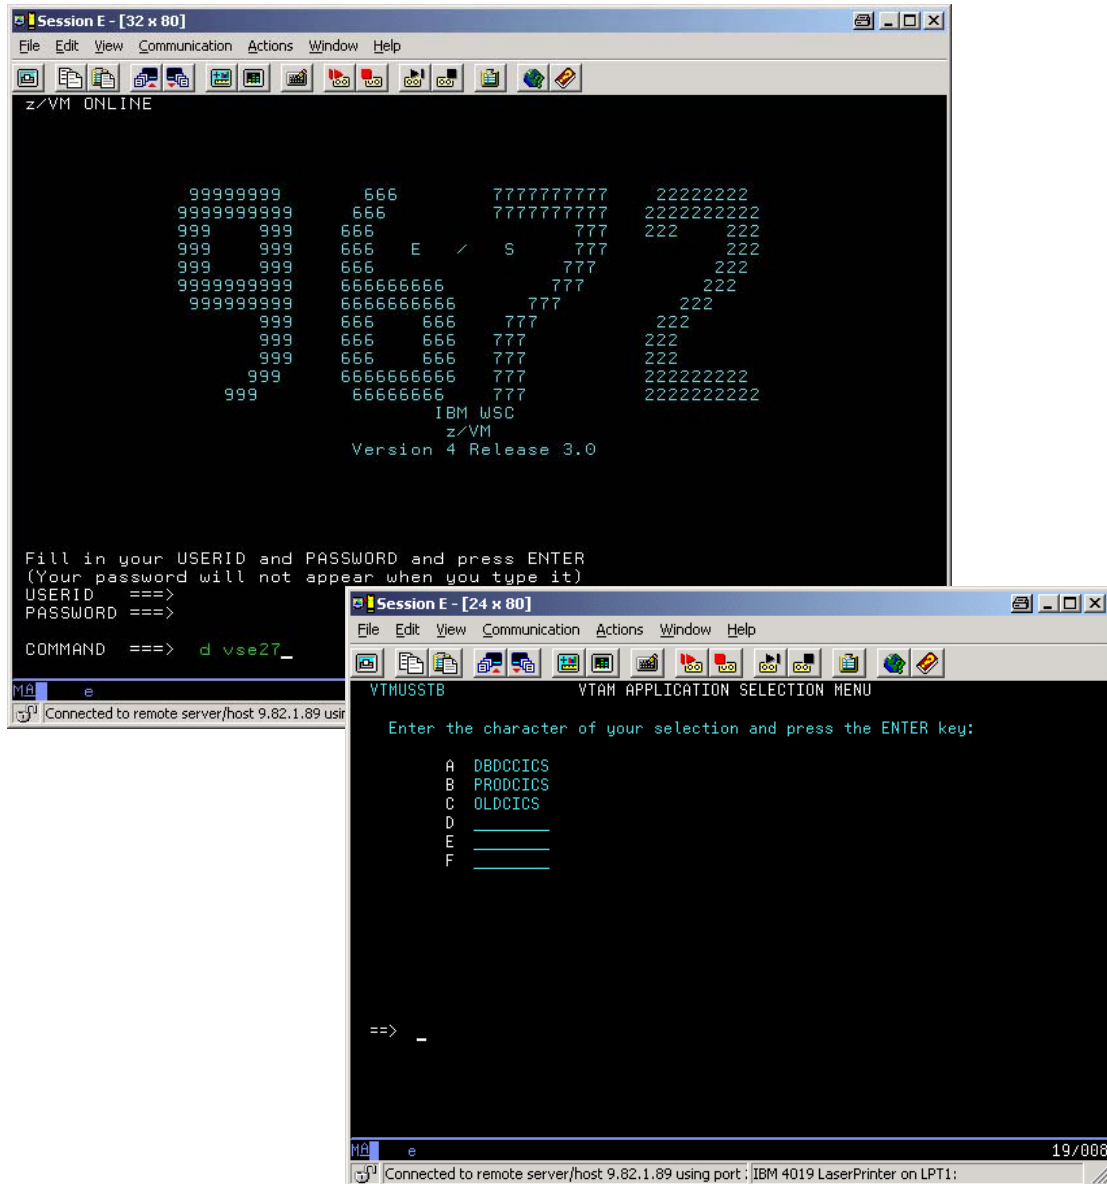 Session E - [32 x 80]
File Edit View Communication Actions Window Help
z/VM ONLINE
99999999 666 7777777777 22222222
9999999999 666 7777777777 2222222222
999 999 666 777 222 222
999 999 666 E / S 777 222
999 999 666 777 222
9999999999 666666666 777 222
999999999 6666666666 777 222
999 666 666 777 222
999 666 666 777 222
999 666 666 777 222
999 6666666666 777 222222222
999 66666666 777 2222222222
IBM WSC
z/VM
Version 4 Release 3.0
Fill in your USERID and PASSWORD and press ENTER
(Your password will not appear when you type it)
USERID ===>
PASSWORD ===>
COMMAND ===> d vse27_
MA e
Connected to remote server/host 9.82.1.89
Session E - [24 x 80]
File Edit View Communication Actions Window Help
VTMUSSTB VTAM APPLICATION SELECTION MENU
Enter the character of your selection and press the ENTER key:
A DBDCCICS
B PRODCICS
C OLDCICS
D ________
E ________
F ________
==> _
MA e 19/008
Connected to remote server/host 9.82.1.89 using port IBM 4019 LaserPrinter on LPT1: